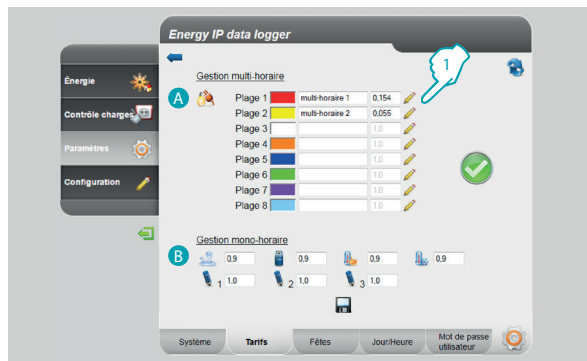 Energy IP data logger
1
Énergie
Contrôle charges
Paramètres
Configuration
Gestion multi-horaire
A
Plage 1 multi-horaire 1 0,154
Plage 2 multi-horaire 2 0,055
Plage 3 1,0
Plage 4 1,0
Plage 5 1,0
Plage 6 1,0
Plage 7 1,0
Plage 8 1,0
Gestion mono-horaire
B 0,9 0,9 0,9 0,9
1 1,0 2 1,0 3 1,0
Système Tarifs Fêtes Jour/Heure Mot de passe
utilisateur